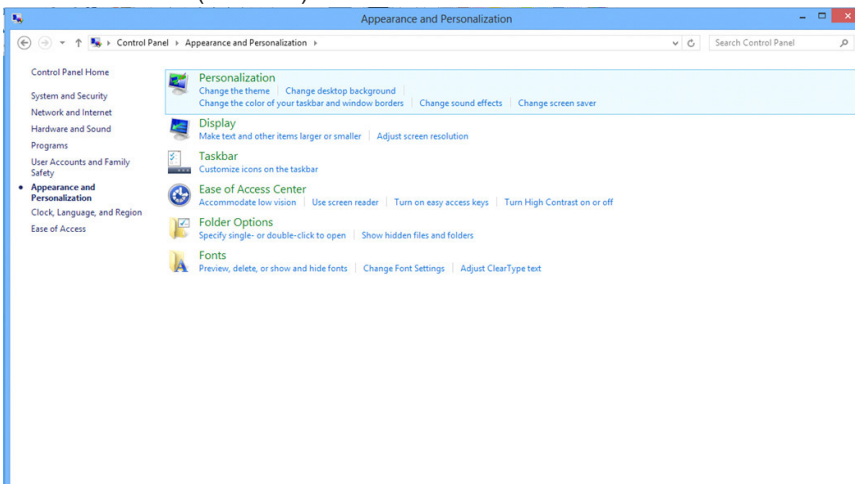 Appearance and Personalization
Control Panel Appearance and Personalization
Search Control Panel
Control Panel Home
System and Security
Network and Internet
Hardware and Sound
Programs
User Accounts and Family
Safety
Appearance and
Personalization
Clock, Language, and Region
Ease of Access
Personalization
Change the theme Change desktop background
Change the color of your taskbar and window borders Change sound effects Change screen saver
Display
Make text and other items larger or smaller Adjust screen resolution
Taskbar
Customize icons on the taskbar
Ease of Access Center
Accommodate low vision Use screen reader Turn on easy access keys Turn High Contrast on or off
Folder Options
Specify single- or double-click to open Show hidden files and folders
Fonts
Preview, delete, or show and hide fonts Change Font Settings Adjust ClearType text